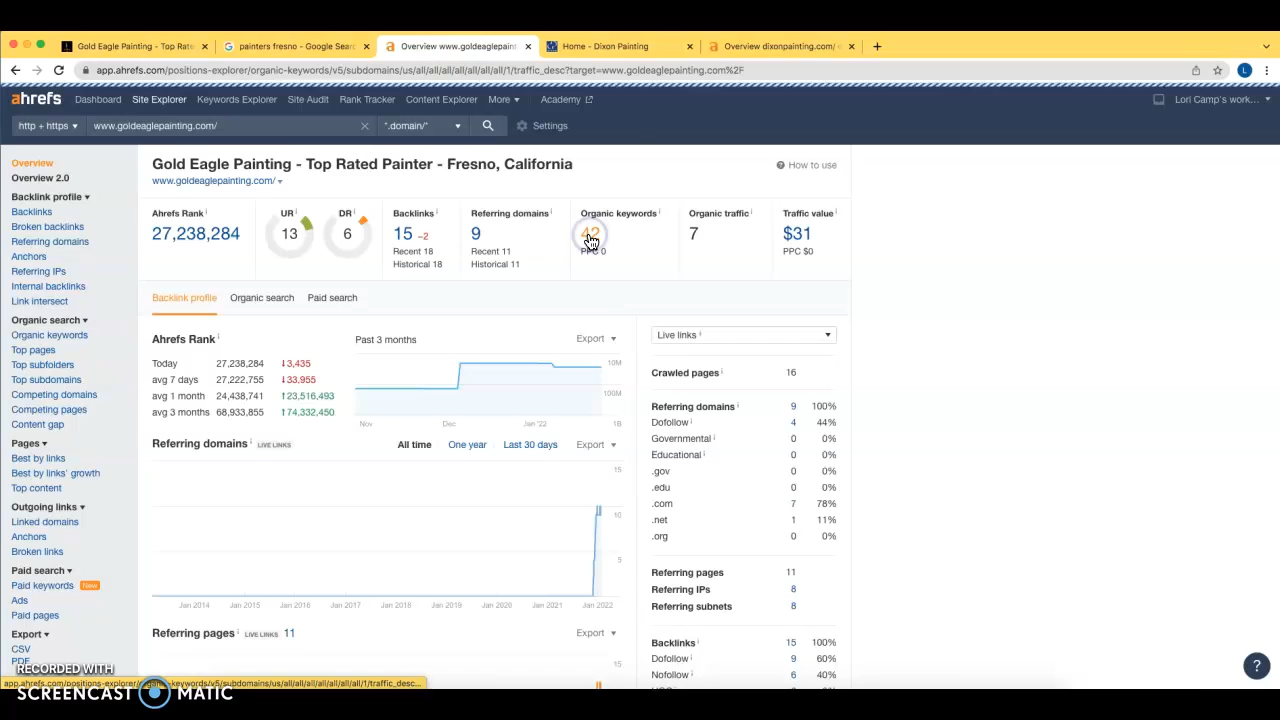 Gold Eagle Painting - Top Rate
painters fresno - Google Sear
Overview www.goldeaglepaint
Home - Dixon Painting
Overview dixonpainting.com/
app.ahrefs.com/positions-explorer/organic-keywords/v5/subdomains/us/all/all/all/all/all/all/all/1/traffic_desc?target=www.goldeaglepainting.com%2F
L
ahrefs Dashboard Site Explorer Keywords Explorer Site Audit Rank Tracker Content Explorer More Academy
Lori Camp's work...
http + https www.goldeaglepainting.com/ *.domain/* Settings
Overview
Overview 2.0
Backlink profile
Backlinks
Broken backlinks
Referring domains
Anchors
Referring IPs
Internal backlinks
Link intersect
Organic search
Organic keywords
Top pages
Top subfolders
Top subdomains
Competing domains
Competing pages
Content gap
Pages
Best by links
Best by links' growth
Top content
Outgoing links
Linked domains
Anchors
Broken links
Paid search
Paid keywords New
Ads
Paid pages
Export
CSV
PDF
Gold Eagle Painting - Top Rated Painter - Fresno, California
How to use
www.goldeaglepainting.com/
Ahrefs Rank
27,238,284
UR
13
DR
6
Backlinks
15 -2
Recent 18
Historical 18
Referring domains
9
Recent 11
Historical 11
Organic keywords
42
PPC 0
Organic traffic
7
Traffic value
$31
PPC $0
Backlink profile Organic search Paid search
Ahrefs Rank
Today 27,238,284 ↓3,435
avg 7 days 27,222,755 ↓33,955
avg 1 month 24,438,741 ↑23,516,493
avg 3 months 68,933,855 ↑74,332,450
Past 3 months Export
10M
100M
1B
Nov Dec Jan '22
Referring domains LIVE LINKS All time One year Last 30 days Export
15
10
5
Jan 2014 Jan 2015 Jan 2016 Jan 2017 Jan 2018 Jan 2019 Jan 2020 Jan 2021 Jan 2022
Referring pages LIVE LINKS 11 Export
15
Live links
Crawled pages 16
Referring domains 9 100%
Dofollow 4 44%
Governmental 0 0%
Educational 0 0%
.gov 0 0%
.edu 0 0%
.com 7 78%
.net 1 11%
.org 0 0%
Referring pages 11
Referring IPs 8
Referring subnets 8
Backlinks 15 100%
Dofollow 9 60%
Nofollow 6 40%
?
RECORDED WITH
SCREENCAST MATIC